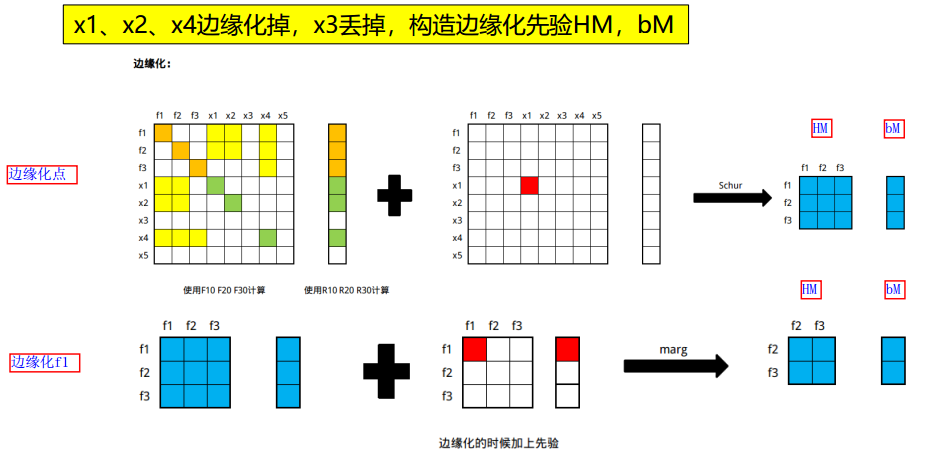 x1、x2、x4边缘化掉，x3丢掉，构造边缘化先验HM，bM
边缘化：
f1 f2 f3 x1 x2 x3 x4 x5
f1 f2 f3 x1 x2 x3 x4 x5
HM
bM
f1
f2
f3
x1
x2
x3
x4
x5
f1
f2
f3
x1
x2
x3
x4
x5
边缘化点
Schur
f1 f2 f3
f1
f2
f3
使用F10 F20 F30计算
使用R10 R20 R30计算
HM
bM
f1 f2 f3
f1 f2 f3
f2 f3
边缘化f1
f1
f2
f3
f1
f2
f3
marg
f2
f3
边缘化的时候加上先验